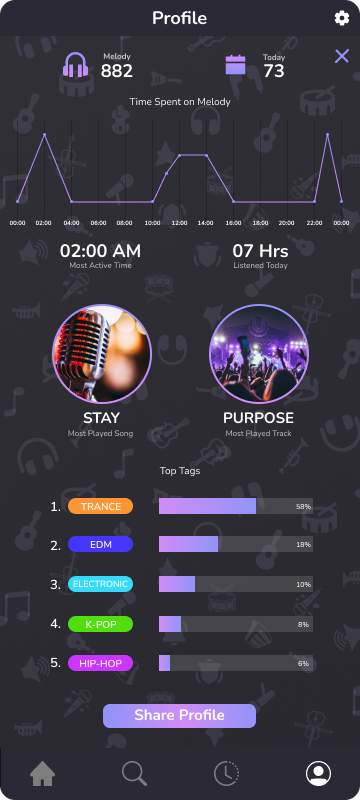 Profile
Melody
882
Today
73
Time Spent on Melody
00:00 02:00 04:00 06:00 08:00 10:00 12:00 14:00 16:00 18:00 20:00 22:00 00:00
02:00 AM
Most Active Time
07 Hrs
Listened Today
STAY
Most Played Song
PURPOSE
Most Played Track
Top Tags
1. TRANCE 58%
2. EDM 18%
3. ELECTRONIC 10%
4. K-POP 8%
5. HIP-HOP 6%
Share Profile